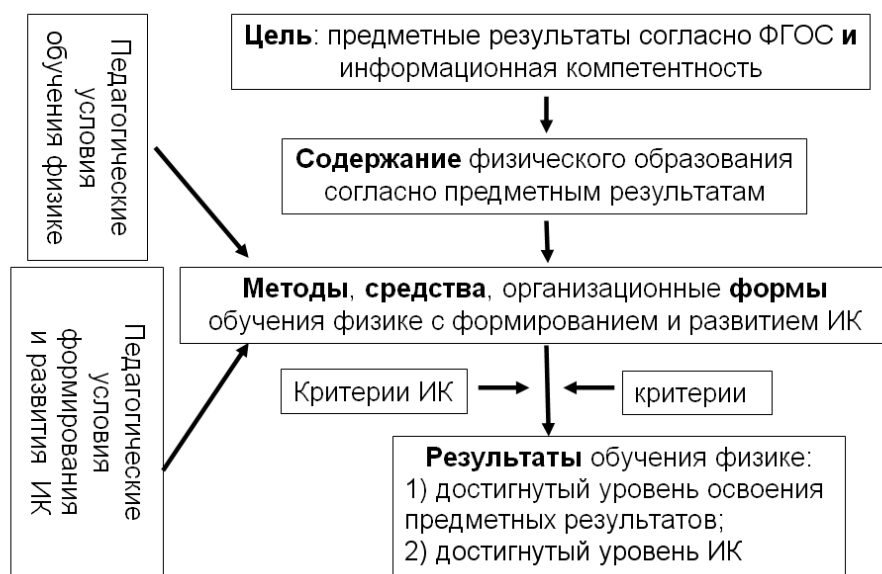 Педагогические
условия
обучения физике
Цель: предметные результаты согласно ФГОС и
информационная компетентность
Содержание физического образования
согласно предметным результатам
Педагогические
условия
формирования
и развития ИК
Методы, средства, организационные формы
обучения физике с формированием и развитием ИК
Критерии ИК
критерии
Результаты обучения физике:
1) достигнутый уровень освоения
предметных результатов;
2) достигнутый уровень ИК